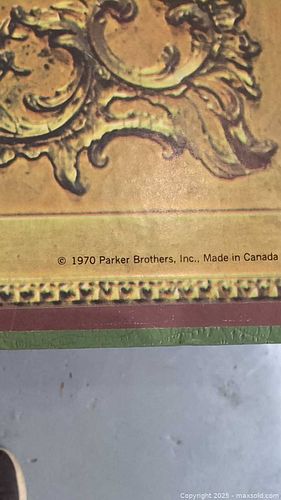 © 1970 Parker Brothers, Inc., Made in Canada
Copyright 2025 - maxsold.com